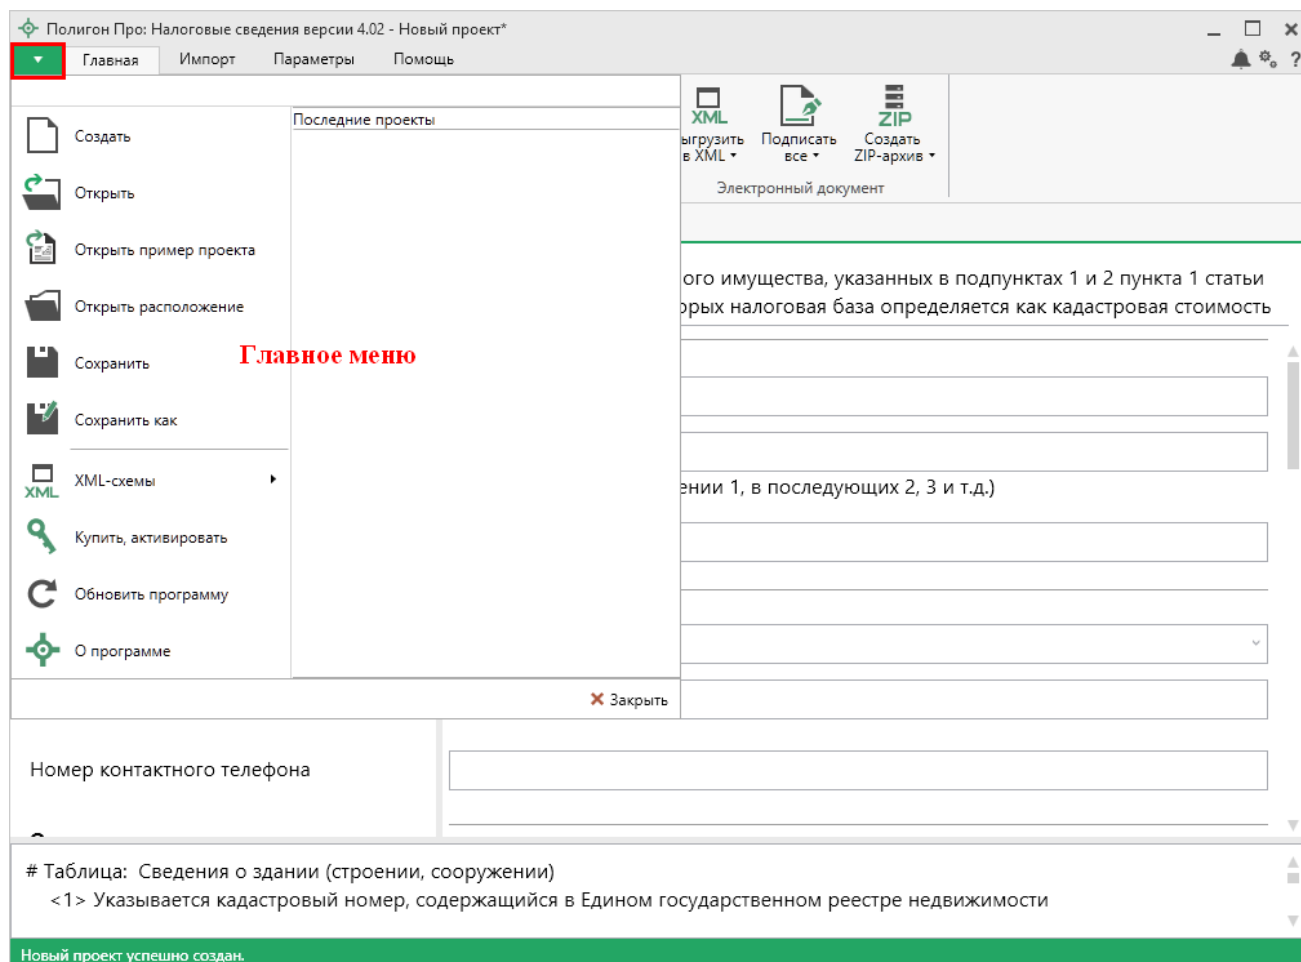 Полигон Про: Налоговые сведения версии 4.02 - Новый проект*
Главная Импорт Параметры Помощь
Последние проекты
Создать
Открыть
Открыть пример проекта
Открыть расположение
Сохранить
Сохранить как
XML XML-схемы
Купить, активировать
Обновить программу
О программе
Закрыть
Главное меню
XML
ыгрузить
в XML
Подписать
все
ZIP
Создать
ZIP-архив
Электронный документ
ого имущества, указанных в подпунктах 1 и 2 пункта 1 статьи
орых налоговая база определяется как кадастровая стоимость
ении 1, в последующих 2, 3 и т.д.)
Номер контактного телефона
# Таблица: Сведения о здании (строении, сооружении)
<1> Указывается кадастровый номер, содержащийся в Едином государственном реестре недвижимости
Новый проект успешно создан.